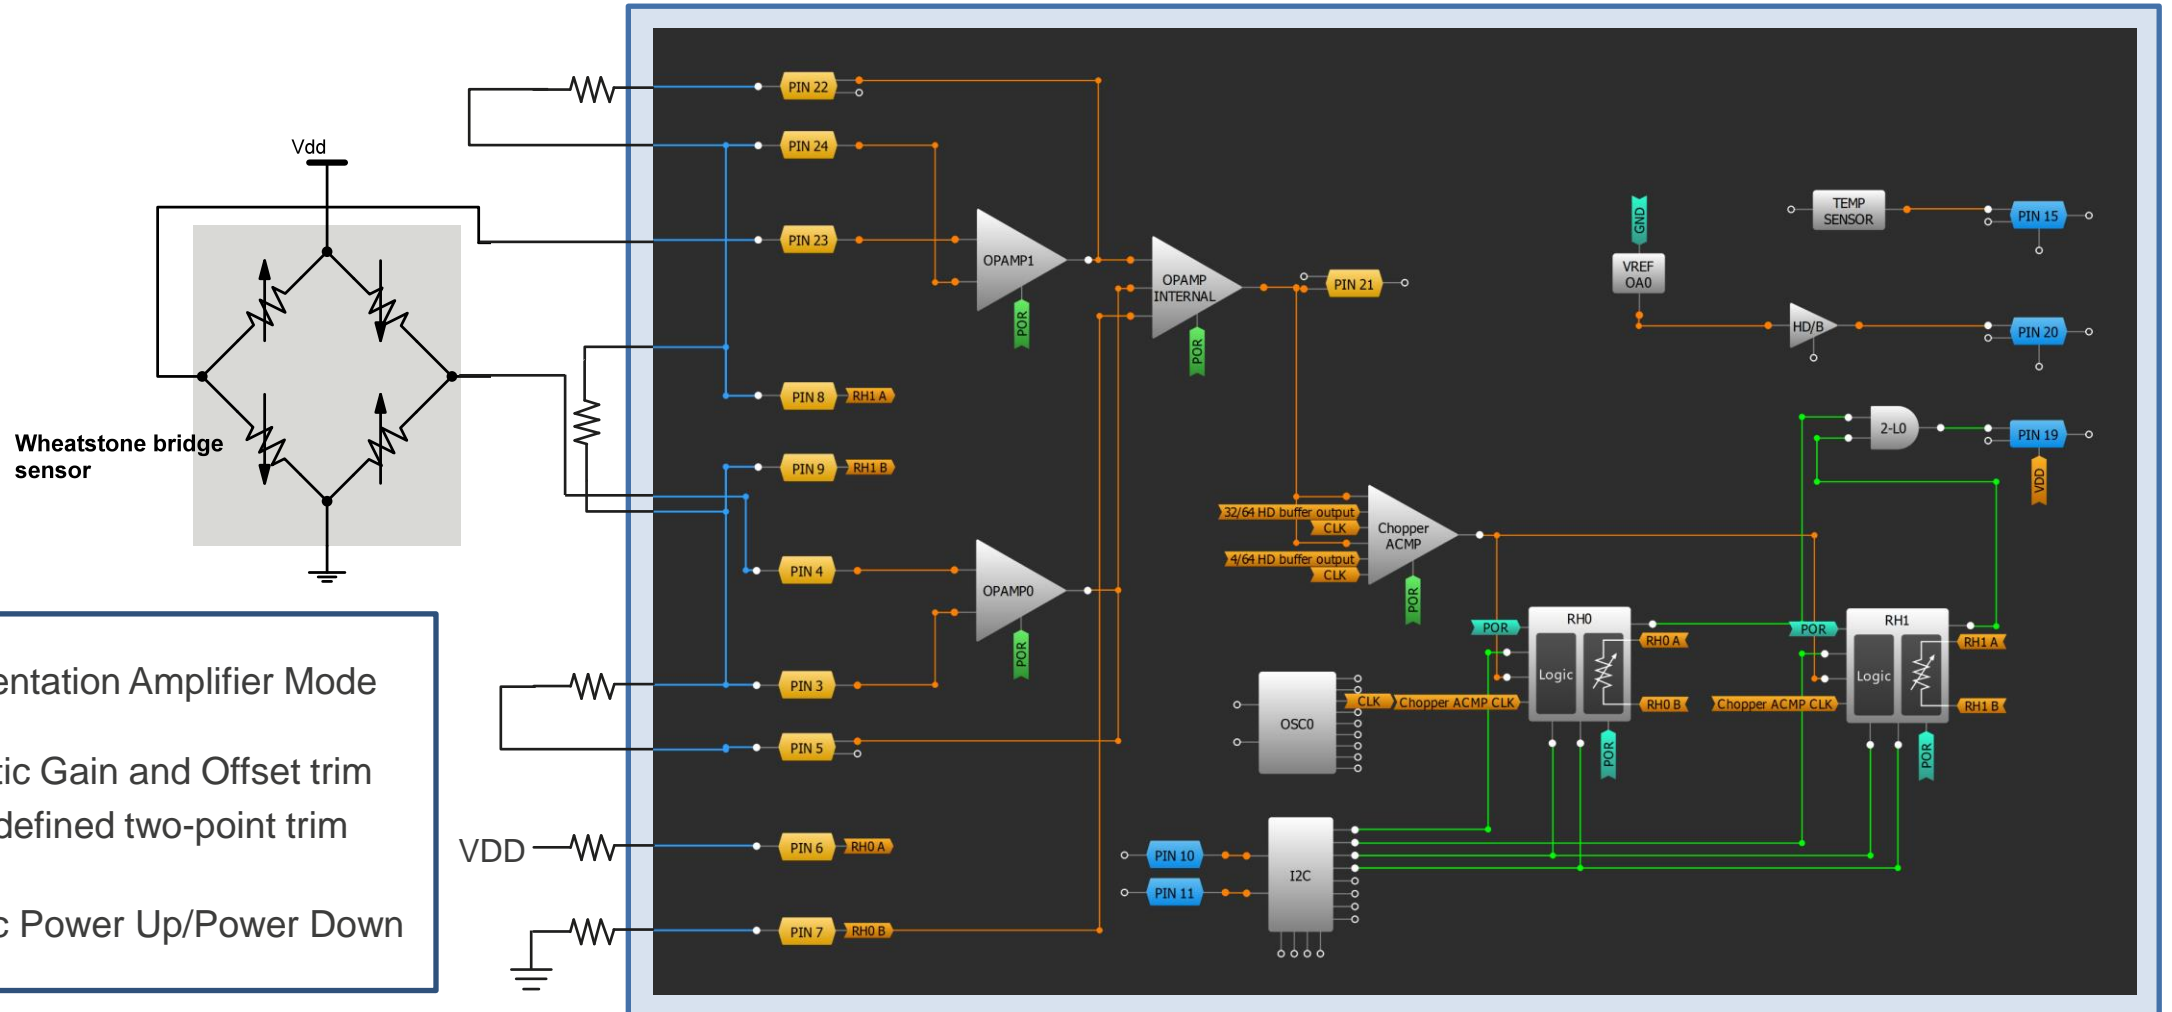 Vdd
Wheatstone bridge
sensor
entation Amplifier Mode
tic Gain and Offset trim
defined two-point trim
c Power Up/Power Down
VDD
PIN 22
PIN 24
PIN 23
PIN 8
RH1 A
PIN 9
RH1 B
PIN 4
PIN 3
PIN 5
PIN 6
RH0 A
PIN 7
RH0 B
OPAMP1
POR
OPAMP0
POR
OPAMP
INTERNAL
POR
PIN 21
32/64 HD buffer output
CLK
4/64 HD buffer output
CLK
Chopper
ACMP
POR
GND
VREF
OA0
HD/B
TEMP
SENSOR
PIN 15
PIN 20
2-L0
PIN 19
VDD
OSC0
CLK
Chopper ACMP CLK
POR
RH0
Logic
RH0 A
RH0 B
POR
POR
Chopper ACMP CLK
RH1
Logic
RH1 A
RH1 B
POR
PIN 10
PIN 11
I2C